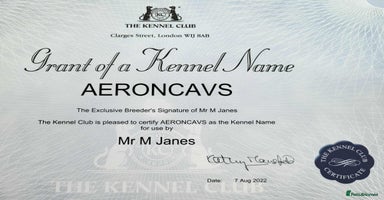 THE KENNEL CLUB
Clarges Street, London W1J 8AB
Grant of a Kennel Name
AERONCAVS
The Exclusive Breeder's Signature of Mr M Janes
The Kennel Club is pleased to certify AERONCAVS as the Kennel Name
for use by
Mr M Janes
Date: 7 Aug 2022
THE KENNEL CLUB
CERTIFICATE
THE KENNEL CLUB